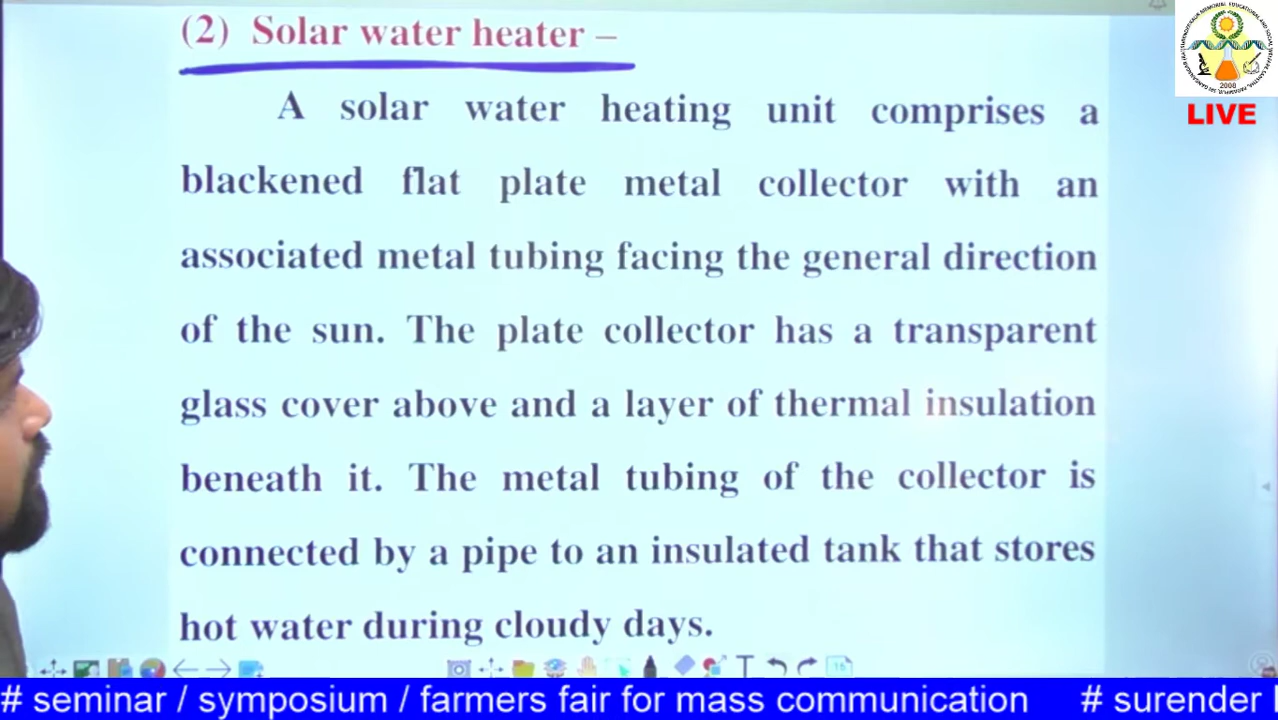 (2) Solar water heater –
A solar water heating unit comprises a
blackened flat plate metal collector with an
associated metal tubing facing the general direction
of the sun. The plate collector has a transparent
glass cover above and a layer of thermal insulation
beneath it. The metal tubing of the collector is
connected by a pipe to an insulated tank that stores
hot water during cloudy days.
2008
LIVE
T
# seminar / symposium / farmers fair for mass communication # surender